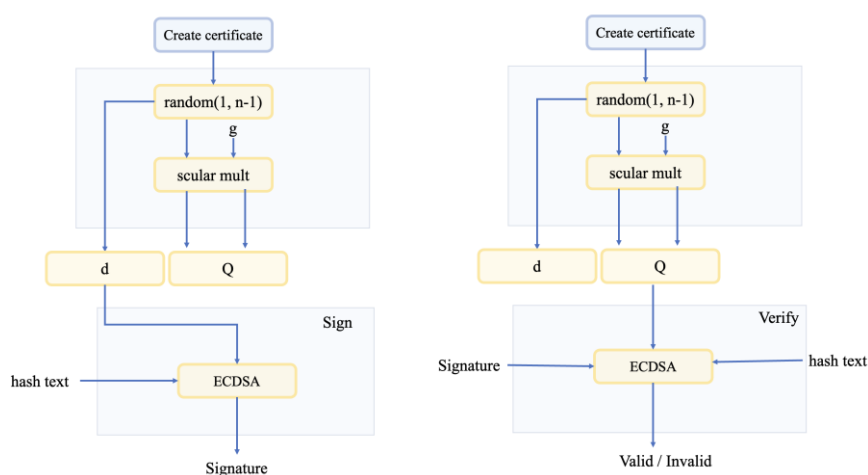 Create certificate
random(1, n-1)
g
scular mult
d
Q
Sign
hash text
ECDSA
Signature
Create certificate
random(1, n-1)
g
scular mult
d
Q
Verify
Signature
ECDSA
hash text
Valid / Invalid